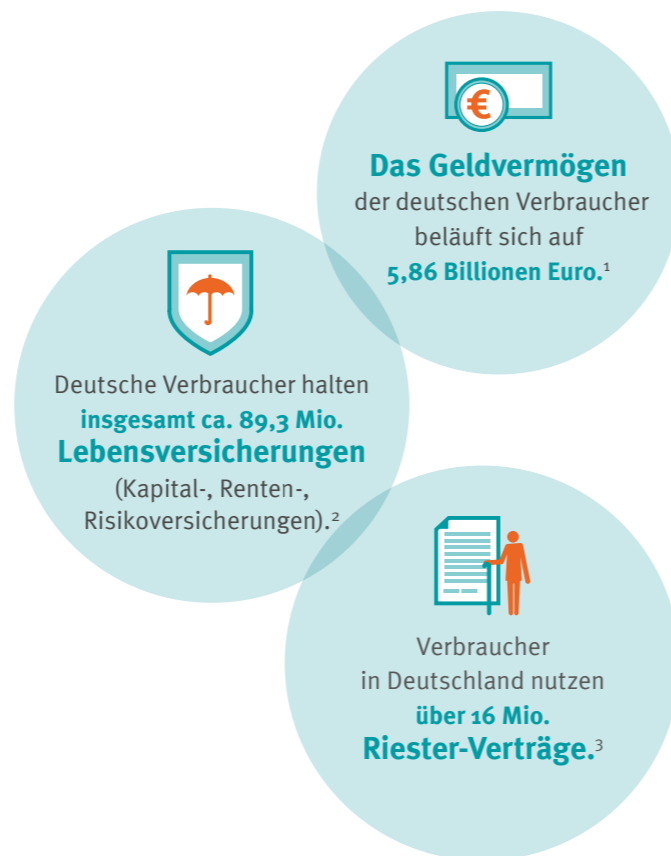 €
Das Geldvermögen
der deutschen Verbraucher
beläuft sich auf
5,86 Billionen Euro.¹
Deutsche Verbraucher halten
insgesamt ca. 89,3 Mio.
Lebensversicherungen
(Kapital-, Renten-,
Risikoversicherungen).²
Verbraucher
in Deutschland nutzen
über 16 Mio.
Riester-Verträge.³